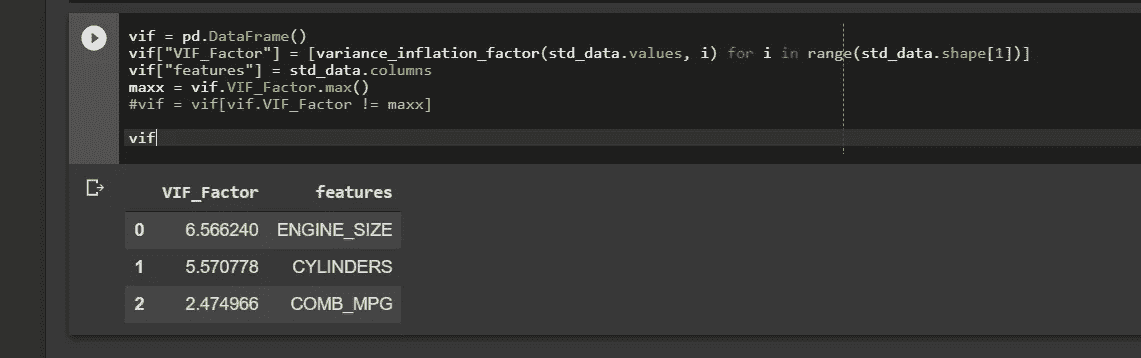 vif = pd.DataFrame()
vif["VIF_Factor"] = [variance_inflation_factor(std_data.values, i) for i in range(std_data.shape[1])]
vif["features"] = std_data.columns
maxx = vif.VIF_Factor.max()
#vif = vif[vif.VIF_Factor != maxx]
vif
VIF_Factor features
0 6.566240 ENGINE_SIZE
1 5.570778 CYLINDERS
2 2.474966 COMB_MPG